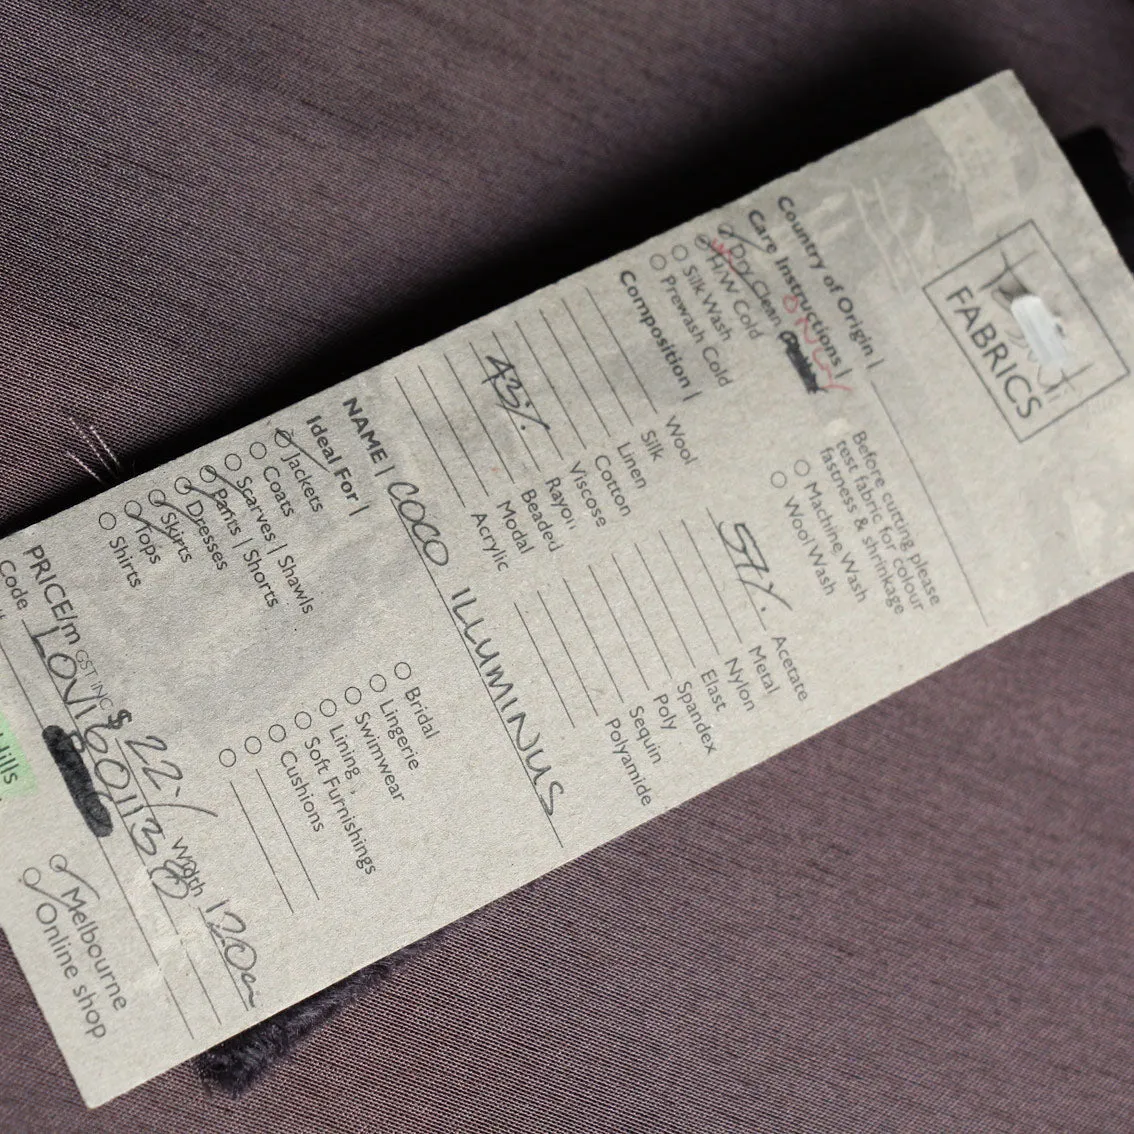 FABRICS
Country of Origin |
Care Instructions | ONLY
Dry Clean
H/W Cold
Silk Wash
Prewash Cold
Before cutting please
test fabric for colour
fastness & shrinkage
Machine Wash
Wool Wash
Composition |
Wool
Silk
Linen
Cotton
Viscose
43% Rayon
Beaded
Modal
Acrylic
57% Acetate
Metal
Nylon
Elast
Spandex
Poly
Sequin
Polyamide
NAME | COCO ILLUMINUS
Ideal For |
Jackets
Coats
Scarves | Shawls
Pants | Shorts
Dresses
Skirts
Tops
Shirts
Bridal
Lingerie
Swimwear
Lining
Soft Furnishings
Cushions
PRICE/m GST INC $22-/ Width 120cm
Code LOVI601138
Hills
Melbourne
Online shop